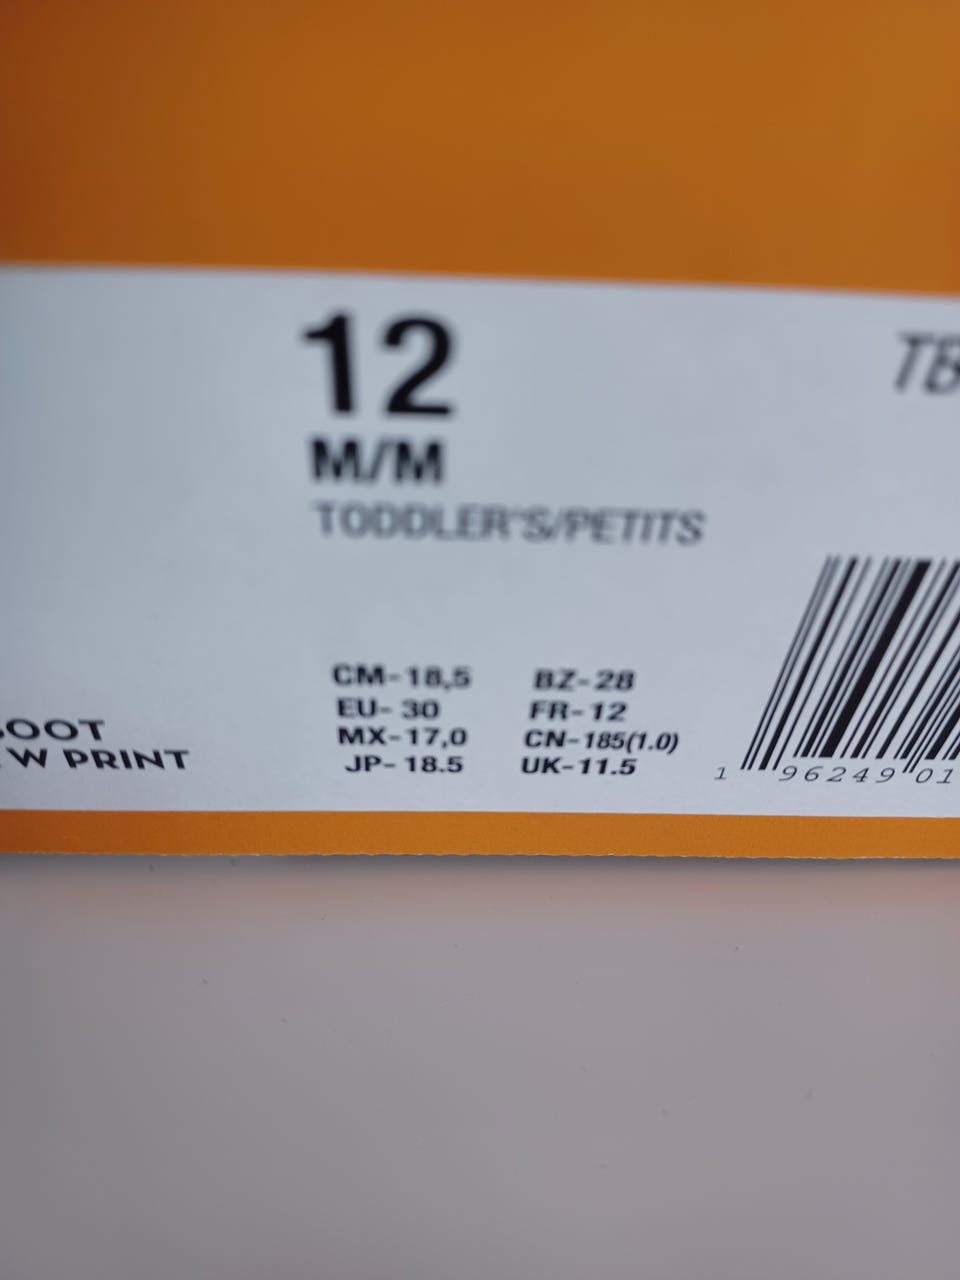 12
M/M
TODDLER'S/PETITS
TB
CM-18,5 BZ-28
EU- 30 FR-12
MX-17,0 CN-185(1.0)
JP- 18.5 UK-11.5
BOOT
W PRINT
1 96249 01